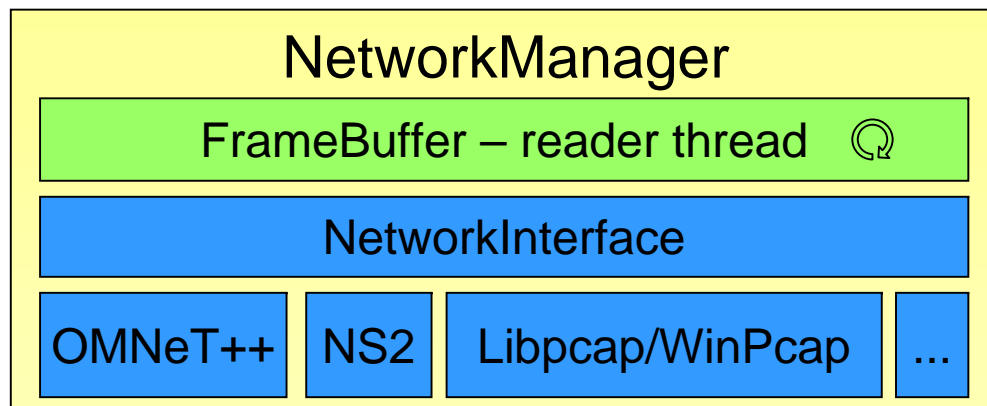 NetworkManager
FrameBuffer – reader thread
NetworkInterface
OMNeT++ NS2 Libpcap/WinPcap ...